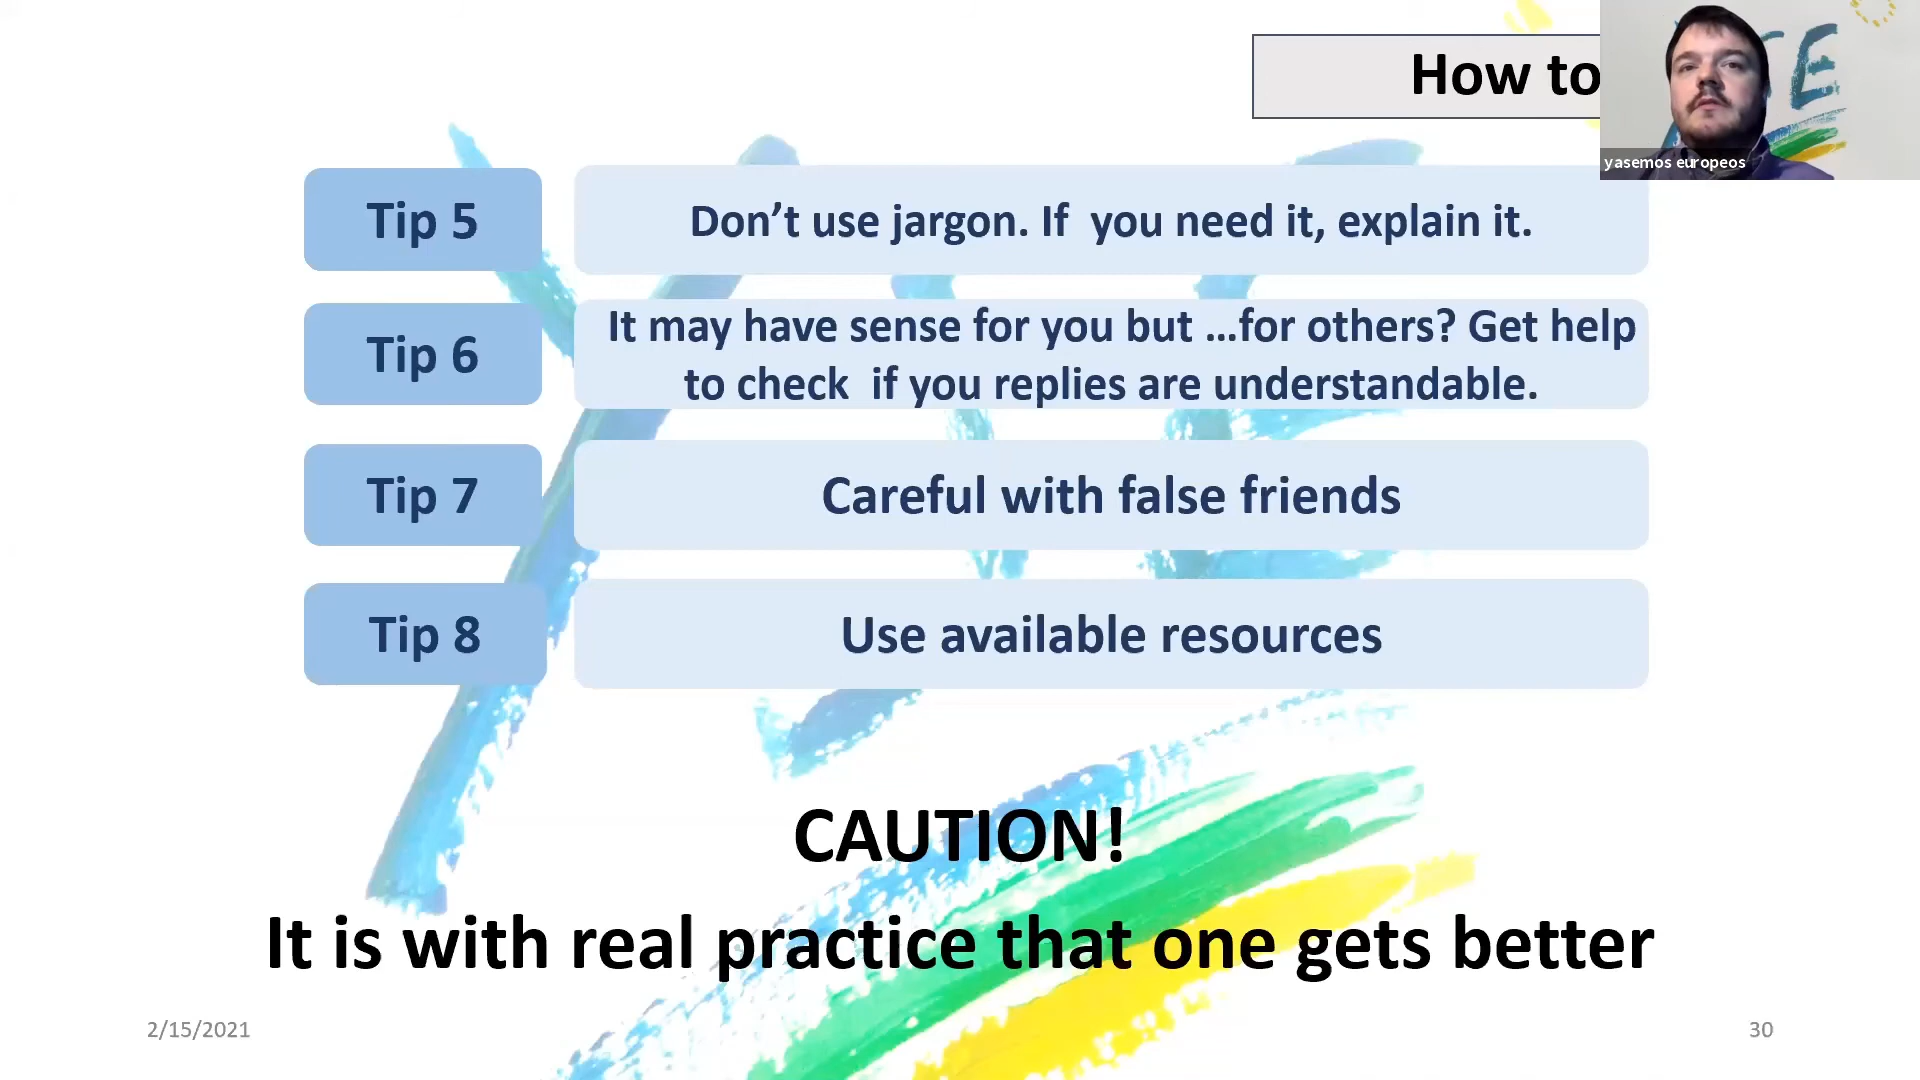 How to
yasemos europeos
Tip 5
Don’t use jargon. If  you need it, explain it.
Tip 6
It may have sense for you but ...for others? Get help
to check  if you replies are understandable.
Tip 7
Careful with false friends
Tip 8
Use available resources
CAUTION!
It is with real practice that one gets better
2/15/2021
30